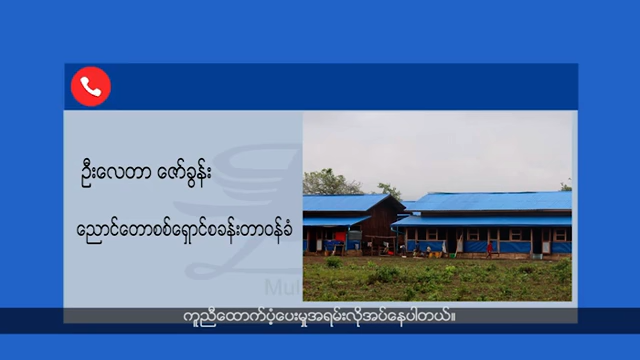 ဦးလေတာ ဇော်ခွန်း
ညောင်တောစစ်ရှောင်စခန်းတာဝန်ခံ
ကူညီထောက်ပံ့ပေးမှုအရမ်းလိုအပ်နေပါတယ်။